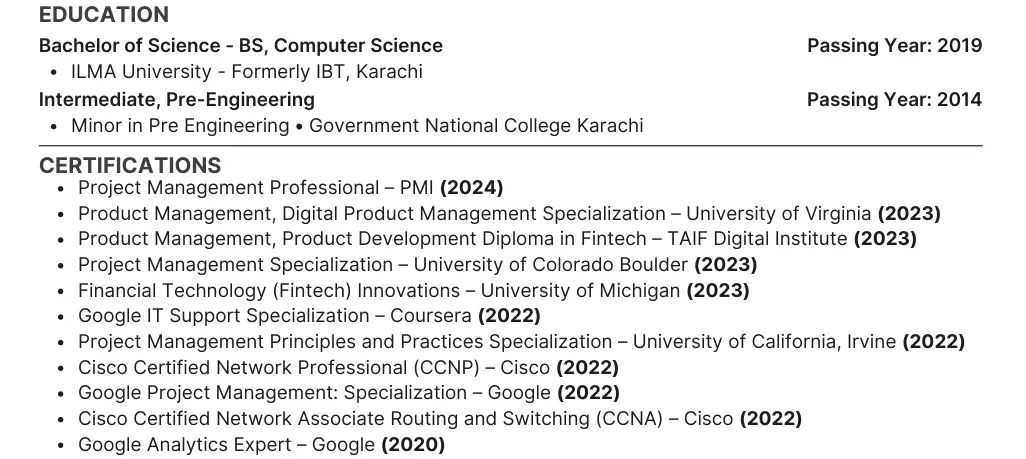 EDUCATION
Bachelor of Science - BS, Computer Science Passing Year: 2019
• ILMA University - Formerly IBT, Karachi
Intermediate, Pre-Engineering Passing Year: 2014
• Minor in Pre Engineering • Government National College Karachi
CERTIFICATIONS
• Project Management Professional – PMI (2024)
• Product Management, Digital Product Management Specialization – University of Virginia (2023)
• Product Management, Product Development Diploma in Fintech – TAIF Digital Institute (2023)
• Project Management Specialization – University of Colorado Boulder (2023)
• Financial Technology (Fintech) Innovations – University of Michigan (2023)
• Google IT Support Specialization – Coursera (2022)
• Project Management Principles and Practices Specialization – University of California, Irvine (2022)
• Cisco Certified Network Professional (CCNP) – Cisco (2022)
• Google Project Management: Specialization – Google (2022)
• Cisco Certified Network Associate Routing and Switching (CCNA) – Cisco (2022)
• Google Analytics Expert – Google (2020)